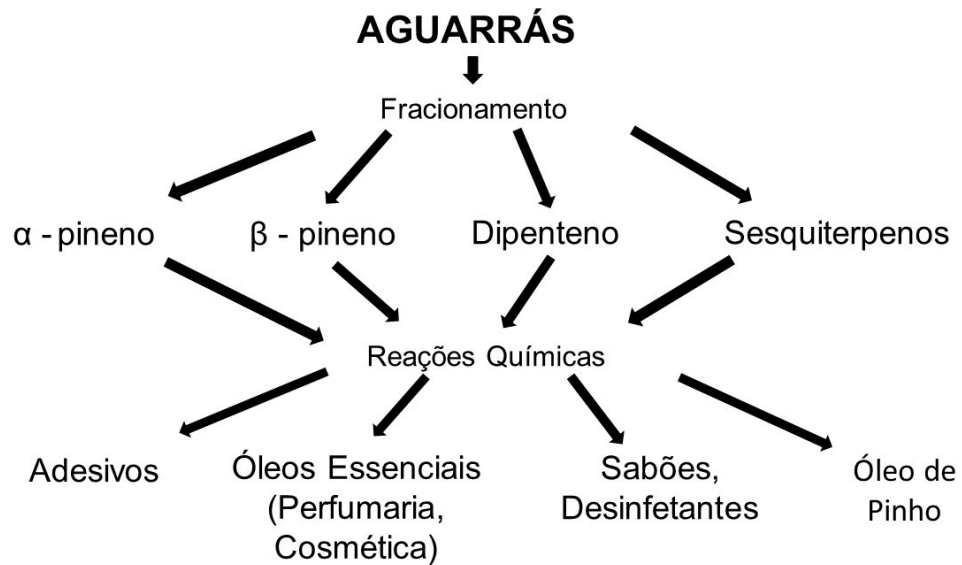 AGUARRÁS
Fracionamento
α - pineno
β - pineno
Dipenteno
Sesquiterpenos
Reações Químicas
Adesivos
Óleos Essenciais
(Perfumaria,
Cosmética)
Sabões,
Desinfetantes
Óleo de
Pinho